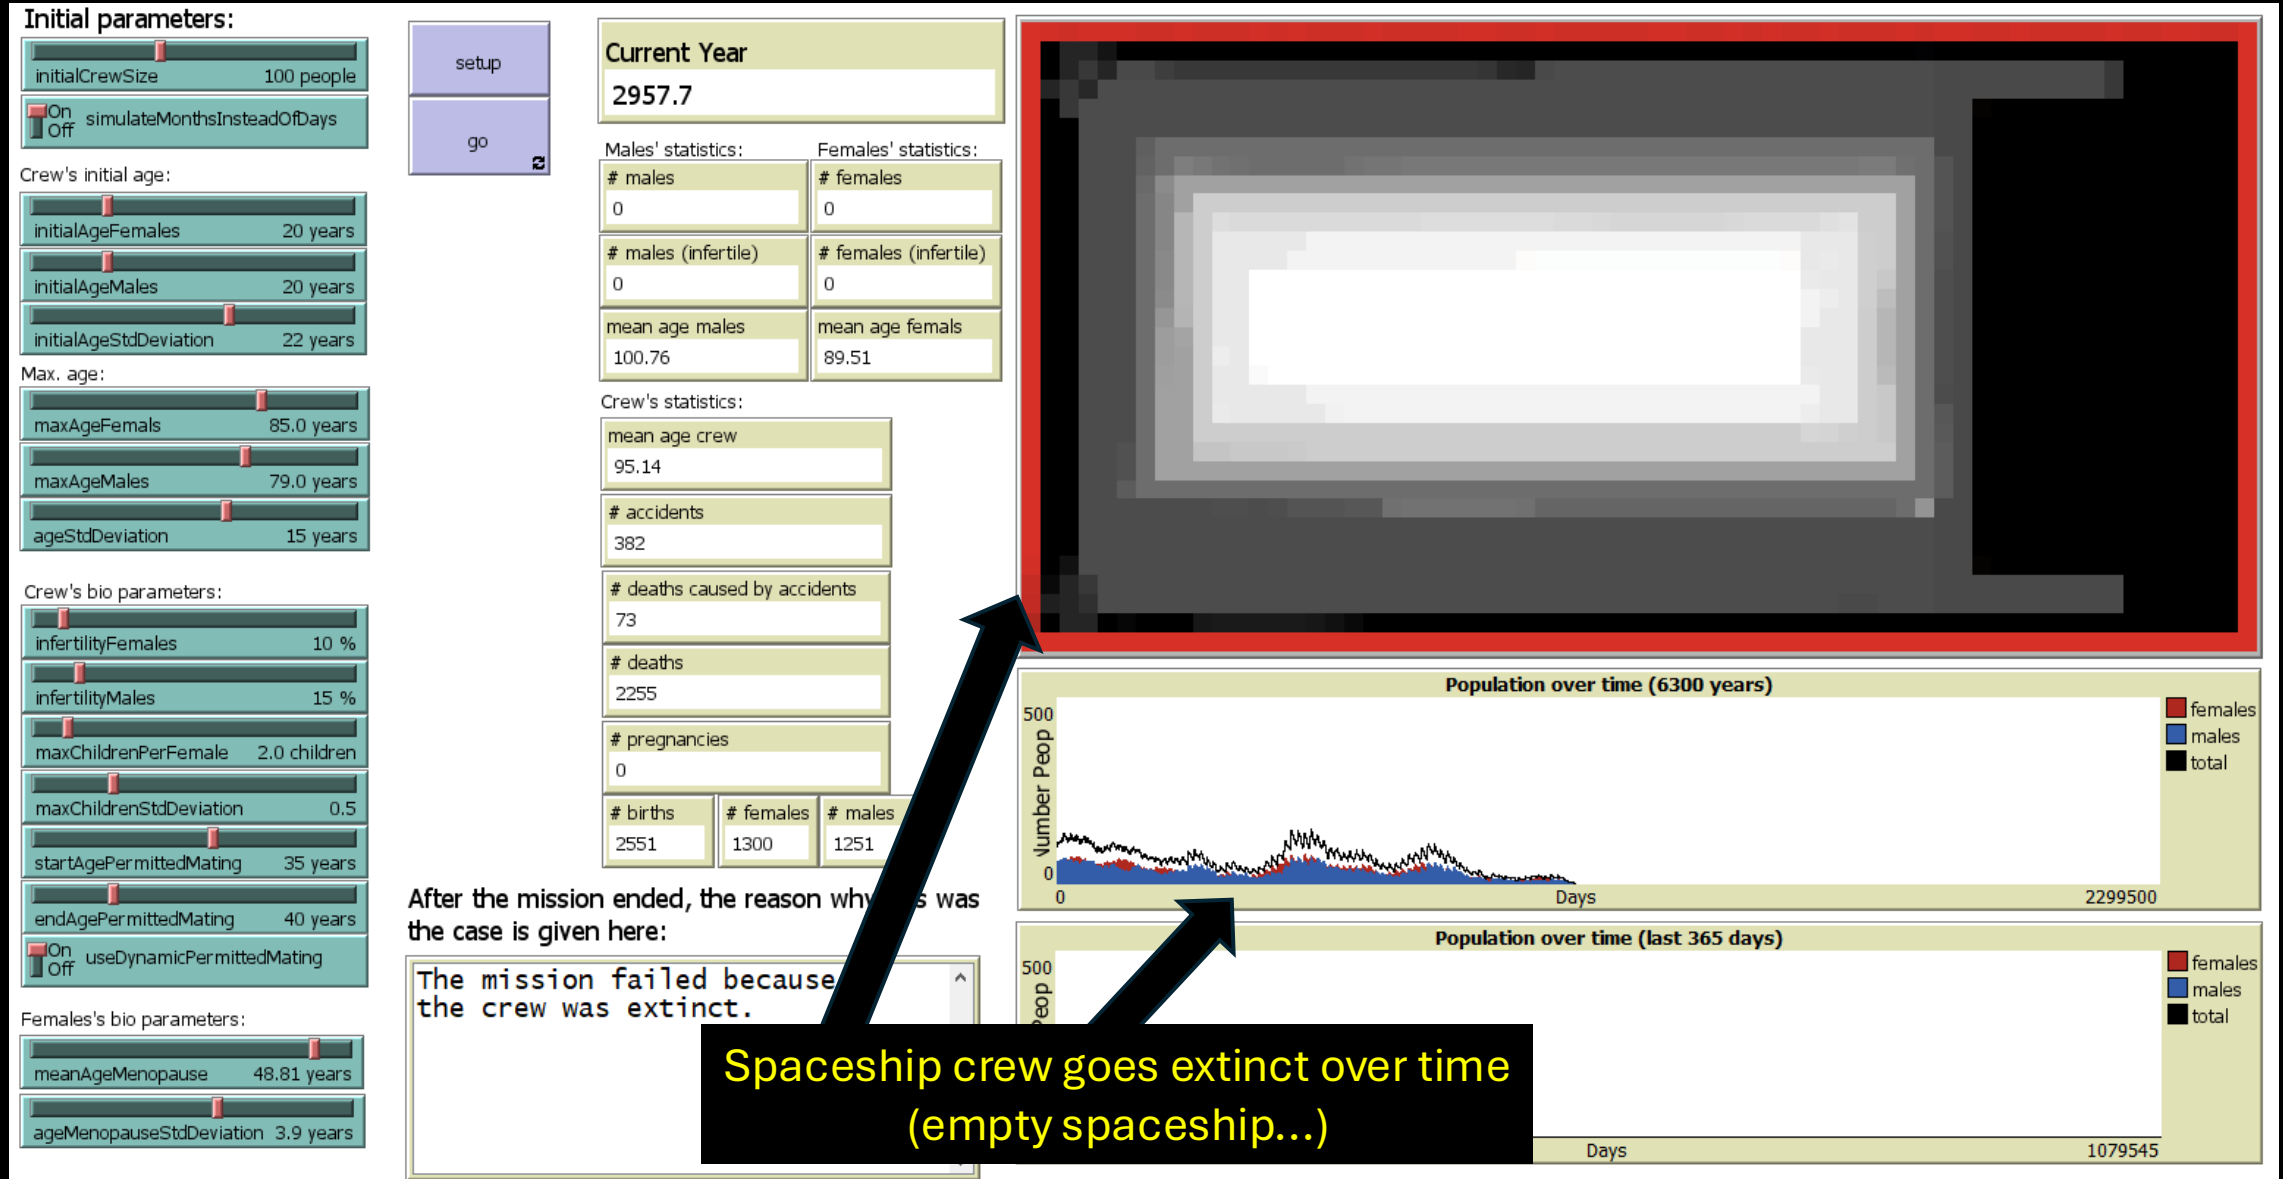 Initial parameters:
initialCrewSize 100 people
On
Off simulateMonthsInsteadOfDays
Crew's initial age:
initialAgeFemales 20 years
initialAgeMales 20 years
initialAgeStdDeviation 22 years
Max. age:
maxAgeFemals 85.0 years
maxAgeMales 79.0 years
ageStdDeviation 15 years
Crew's bio parameters:
infertilityFemales 10 %
infertilityMales 15 %
maxChildrenPerFemale 2.0 children
maxChildrenStdDeviation 0.5
startAgePermittedMating 35 years
endAgePermittedMating 40 years
On
Off useDynamicPermittedMating
Females's bio parameters:
meanAgeMenopause 48.81 years
ageMenopauseStdDeviation 3.9 years
setup
go
Current Year
2957.7
Males' statistics: Females' statistics:
# males # females
0 0
# males (infertile) # females (infertile)
0 0
mean age males mean age femals
100.76 89.51
Crew's statistics:
mean age crew
95.14
# accidents
382
# deaths caused by accidents
73
# deaths
2255
# pregnancies
0
# births # females # males
2551 1300 1251
After the mission ended, the reason why was
the case is given here:
The mission failed because
the crew was extinct.
Population over time (6300 years)
500
Number Peop
0
0 Days 2299500
females
males
total
Population over time (last 365 days)
500
Peop
Days 1079545
females
males
total
Spaceship crew goes extinct over time
(empty spaceship...)